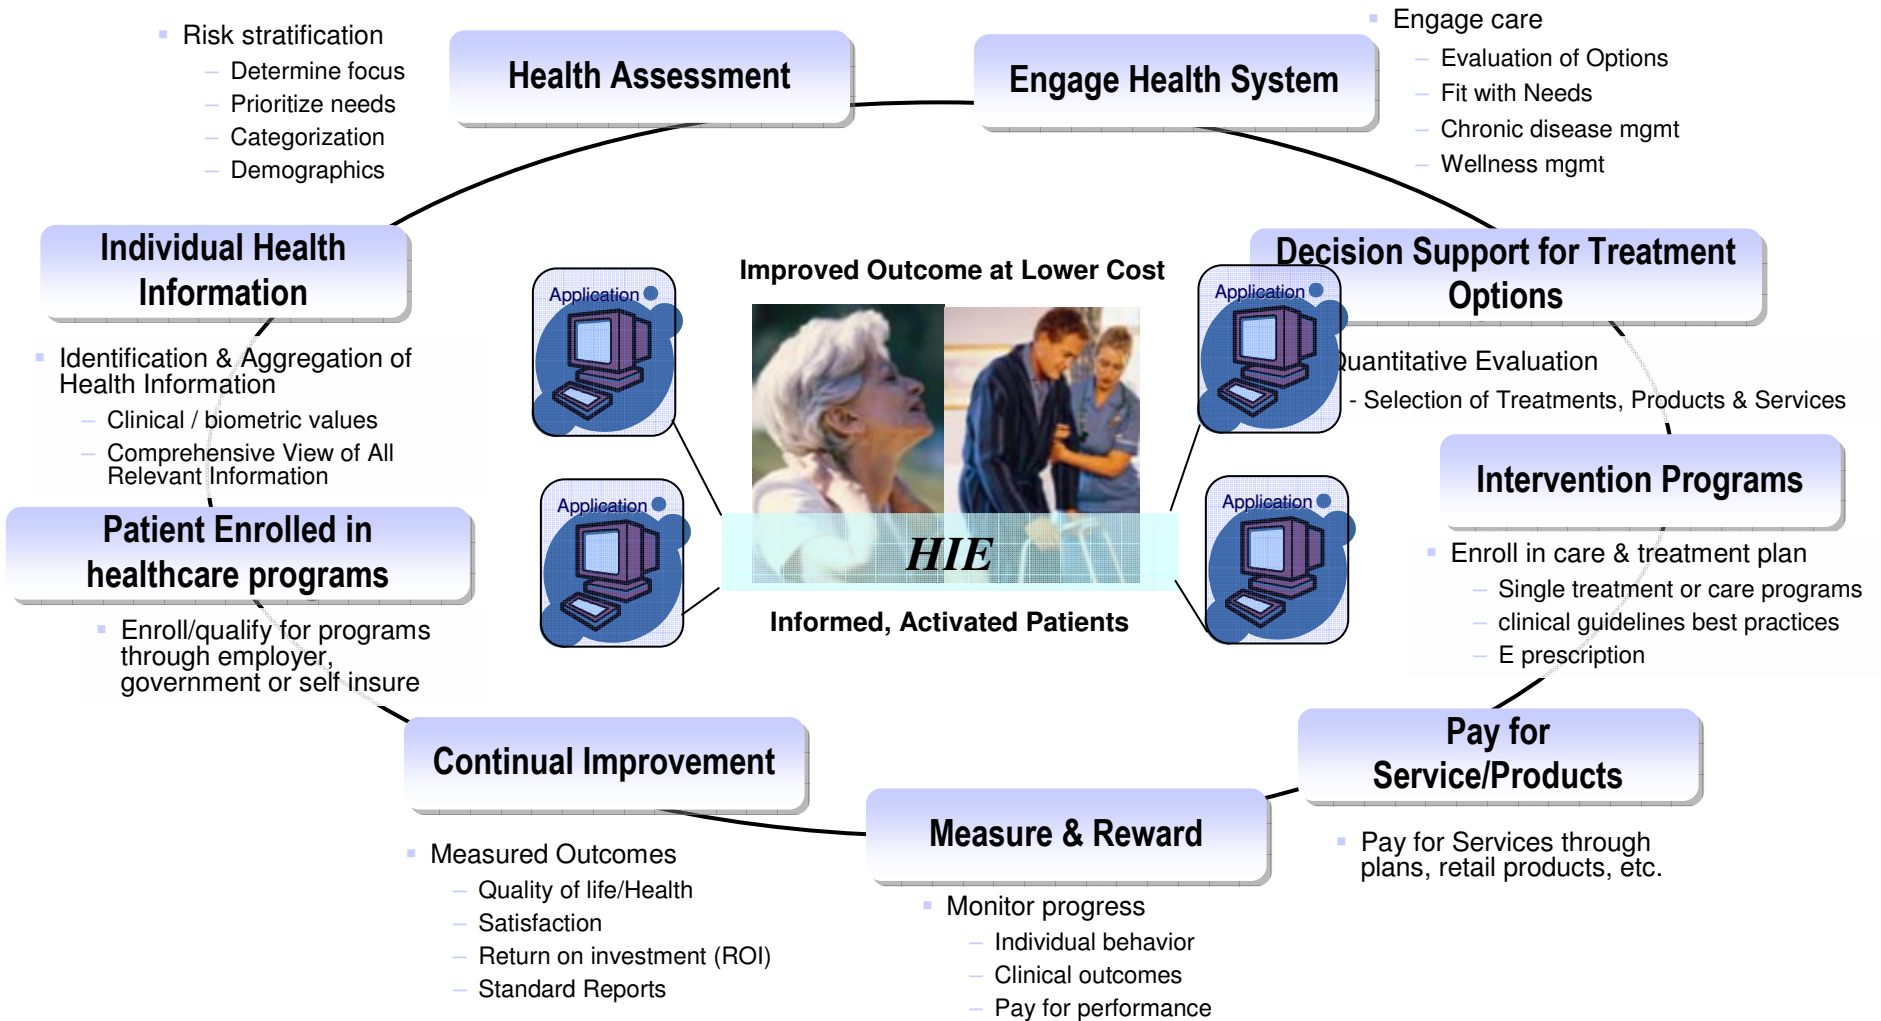 Risk stratification
Determine focus
Prioritize needs
Categorization
Demographics
Health Assessment
Engage Health System
Engage care
Evaluation of Options
Fit with Needs
Chronic disease mgmt
Wellness mgmt
Individual Health
Information
Identification & Aggregation of
Health Information
Clinical / biometric values
Comprehensive View of All
Relevant Information
Application
Application
Improved Outcome at Lower Cost
HIE
Informed, Activated Patients
Application
Application
Decision Support for Treatment
Options
Quantitative Evaluation
- Selection of Treatments, Products & Services
Intervention Programs
Enroll in care & treatment plan
Single treatment or care programs
clinical guidelines best practices
E prescription
Patient Enrolled in
healthcare programs
Enroll/qualify for programs
through employer,
government or self insure
Continual Improvement
Measured Outcomes
Quality of life/Health
Satisfaction
Return on investment (ROI)
Standard Reports
Measure & Reward
Monitor progress
Individual behavior
Clinical outcomes
Pay for performance
Pay for
Service/Products
Pay for Services through
plans, retail products, etc.